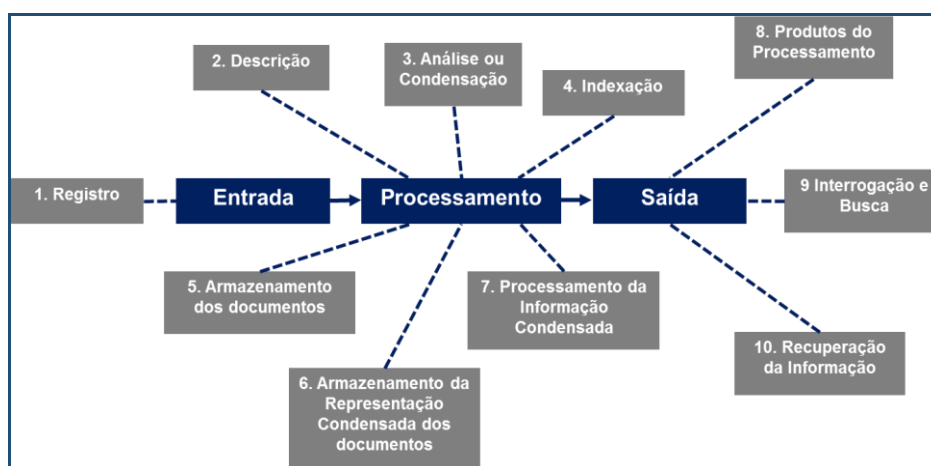 1. Registro
2. Descrição
3. Análise ou
Condensação
4. Indexação
8. Produtos do
Processamento
Entrada
Processamento
Saída
9 Interrogação e
Busca
5. Armazenamento
dos documentos
6. Armazenamento da
Representação
Condensada dos
documentos
7. Processamento da
Informação
Condensada
10. Recuperação
da Informação